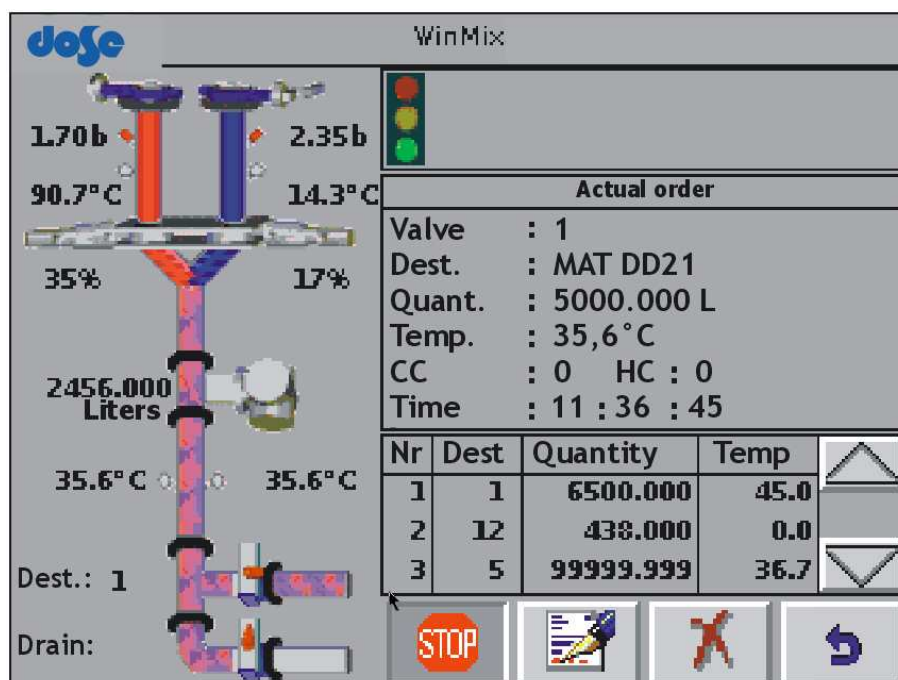 dose
WinMix
1.70b
2.35b
90.7°C
14.3°C
35%
17%
2456.000
Liters
35.6°C
35.6°C
Dest.: 1
Drain:
Actual order
Valve : 1
Dest. : MAT DD21
Quant. : 5000.000 L
Temp. : 35,6°C
CC : 0 HC : 0
Time : 11 : 36 : 45
Nr Dest Quantity Temp
1 1 6500.000 45.0
2 12 438.000 0.0
3 5 99999.999 36.7
STOP